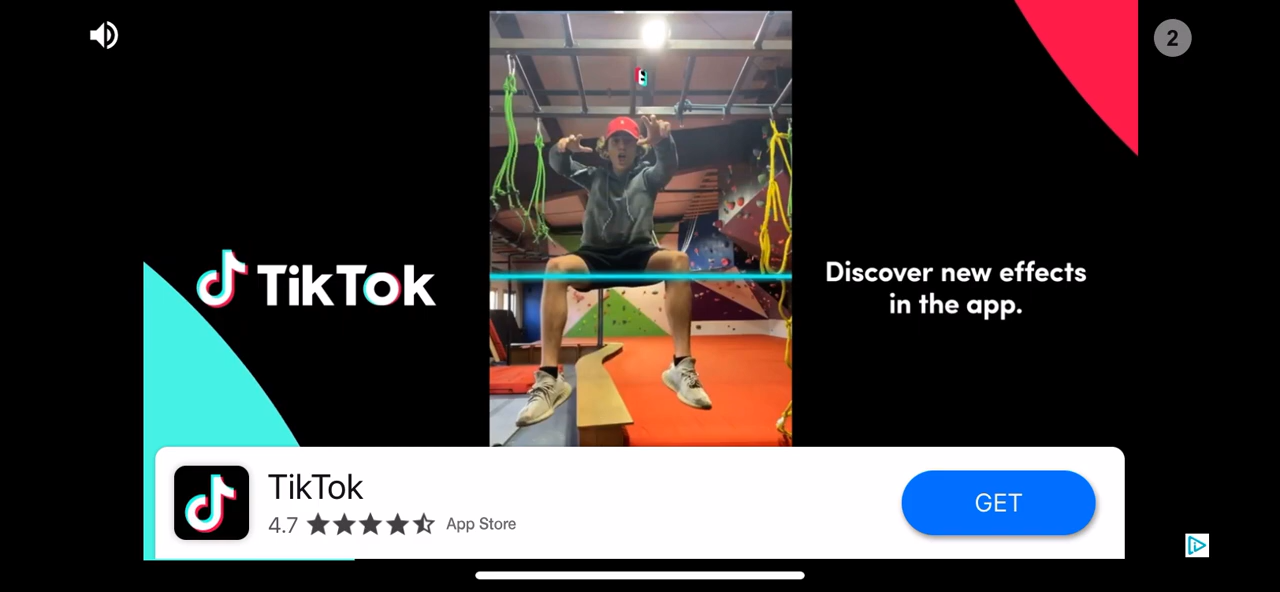 2
TikTok
Discover new effects
in the app.
TikTok
4.7
App Store
GET